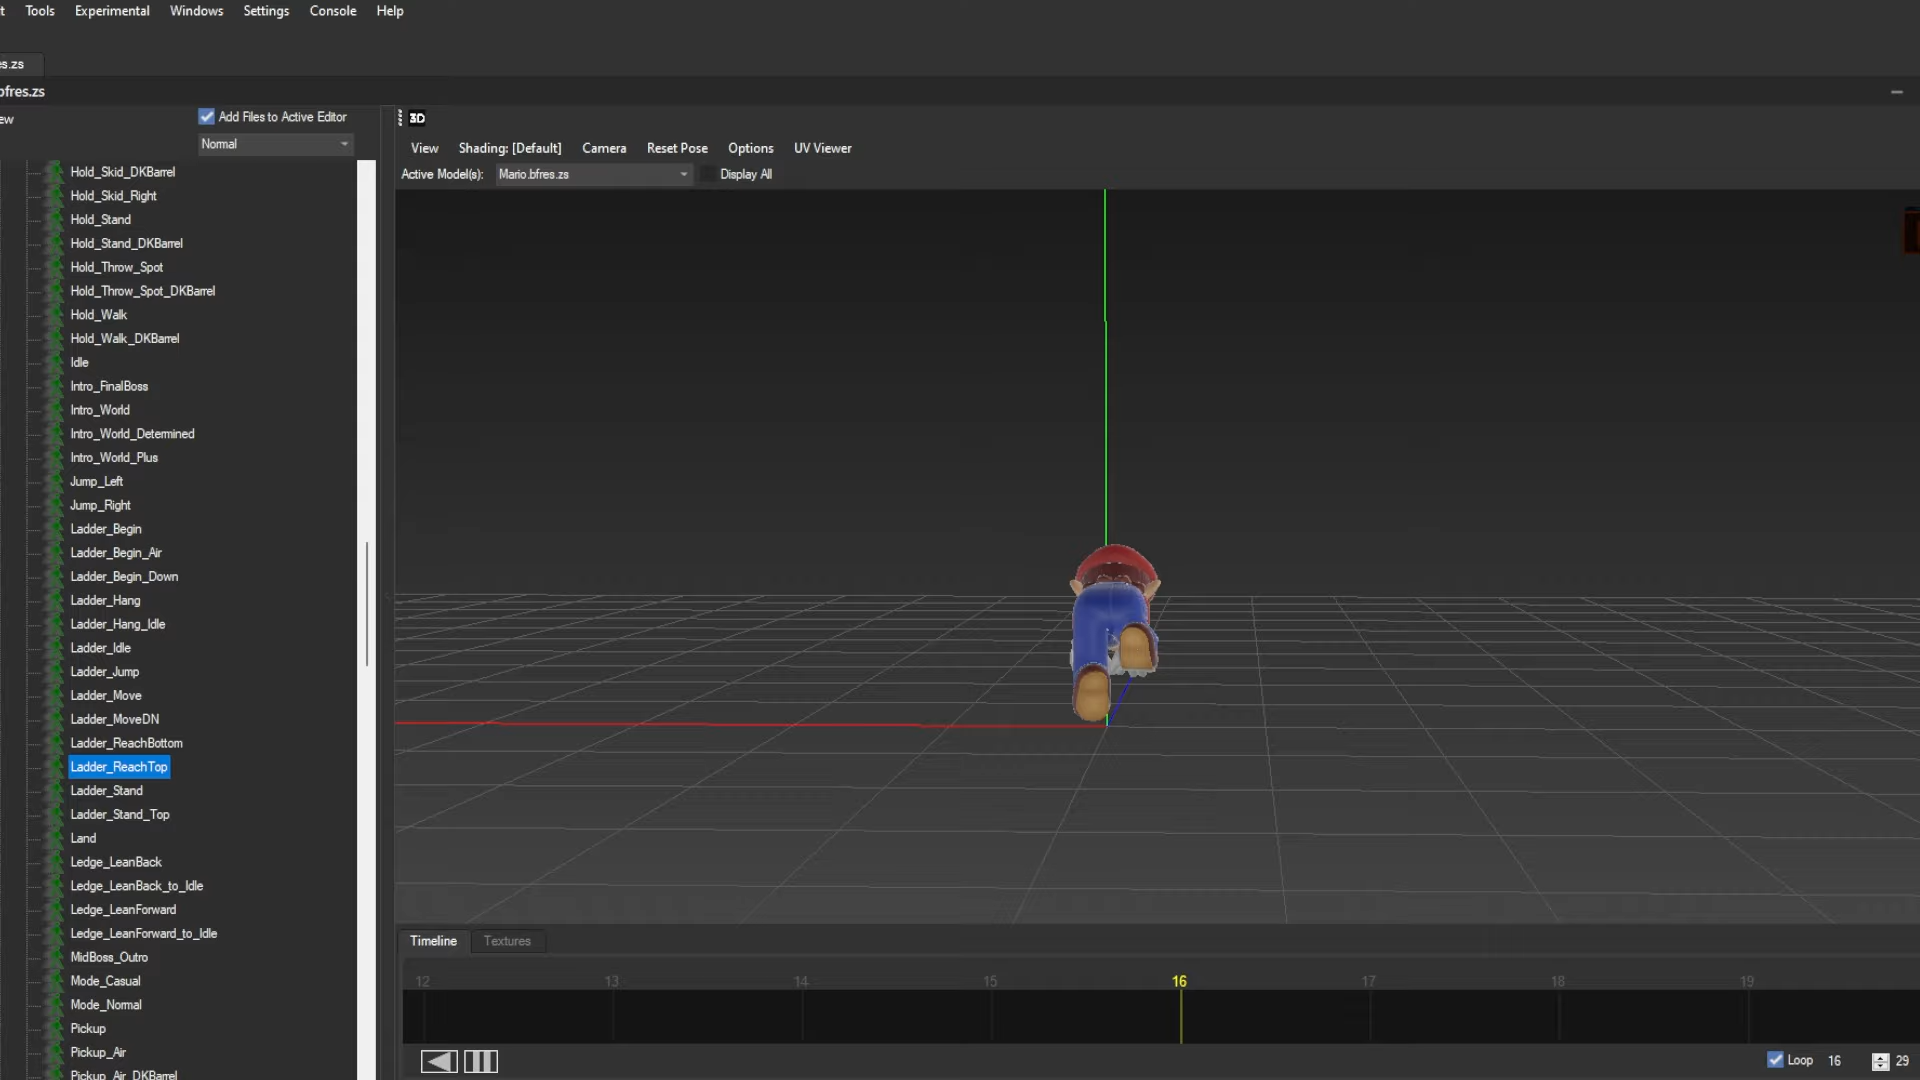 t Tools Experimental Windows Settings Console Help
es.zs
bfres.zs
ew
Add Files to Active Editor
Normal
Hold_Skid_DKBarrel
Hold_Skid_Right
Hold_Stand
Hold_Stand_DKBarrel
Hold_Throw_Spot
Hold_Throw_Spot_DKBarrel
Hold_Walk
Hold_Walk_DKBarrel
Idle
Intro_FinalBoss
Intro_World
Intro_World_Determined
Intro_World_Plus
Jump_Left
Jump_Right
Ladder_Begin
Ladder_Begin_Air
Ladder_Begin_Down
Ladder_Hang
Ladder_Hang_Idle
Ladder_Idle
Ladder_Jump
Ladder_Move
Ladder_MoveDN
Ladder_ReachBottom
Ladder_ReachTop
Ladder_Stand
Ladder_Stand_Top
Land
Ledge_LeanBack
Ledge_LeanBack_to_Idle
Ledge_LeanForward
Ledge_LeanForward_to_Idle
MidBoss_Outro
Mode_Casual
Mode_Normal
Pickup
Pickup_Air
Pickup_Air_DKBarrel
3D
View Shading: [Default] Camera Reset Pose Options UV Viewer
Active Model(s): Mario.bfres.zs Display All
Timeline Textures
12 13 14 15 16 17 18 19
Loop 16 29